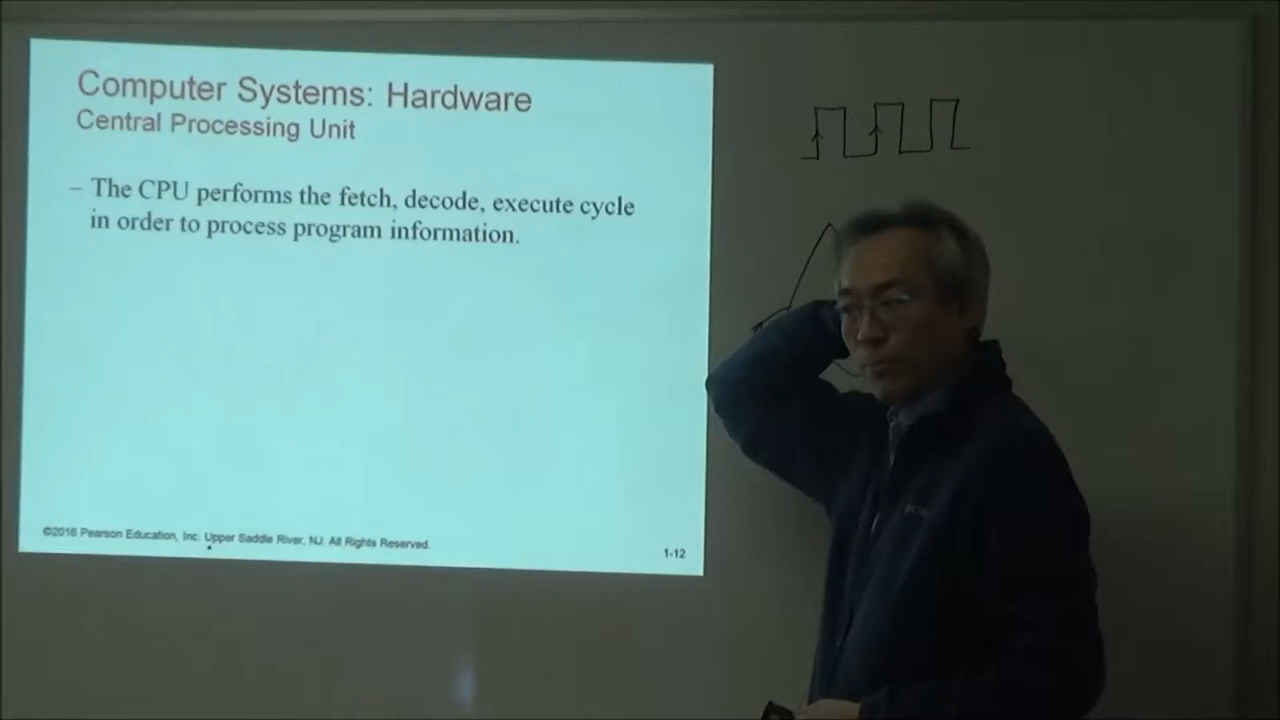 Computer Systems: Hardware
Central Processing Unit
– The CPU performs the fetch, decode, execute cycle
in order to process program information.
©2016 Pearson Education, Inc. Upper Saddle River, NJ. All Rights Reserved.
1-12